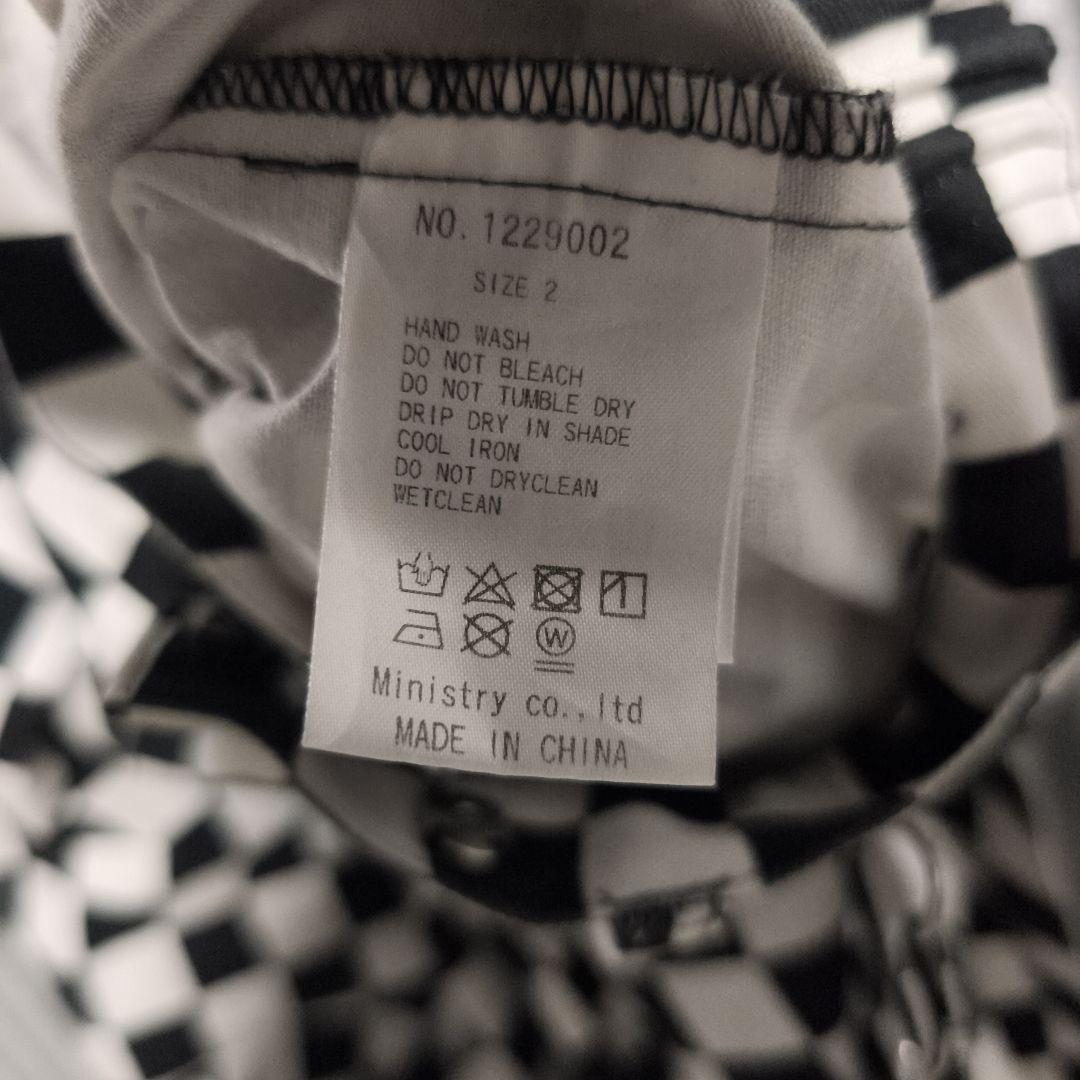 NO. 1229002
SIZE 2
HAND WASH
DO NOT BLEACH
DO NOT TUMBLE DRY
DRIP DRY IN SHADE
COOL IRON
DO NOT DRYCLEAN
WETCLEAN
W
Ministry co.,ltd
MADE IN CHINA